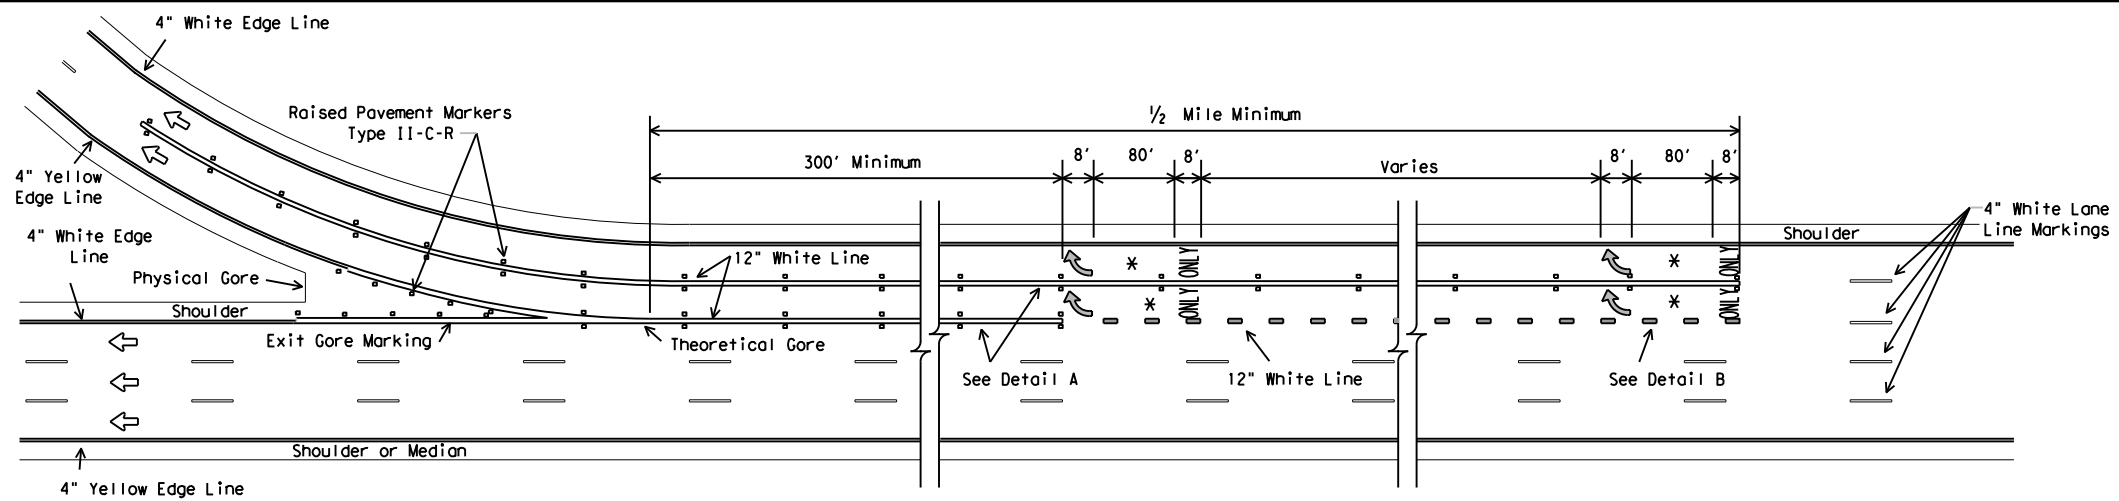 4" White Edge Line
Raised Pavement Markers
Type II-C-R
½ Mile Minimum
300' Minimum
8'
80'
8'
Varies
8'
80'
8'
4" Yellow
Edge Line
4" White Edge
Line
Physical Gore
Shoulder
Exit Gore Marking
Theoretical Gore
12" White Line
ONLY
ONLY
ONLY
ONLY
*
*
*
*
Shoulder
4" White Lane
Line Markings
See Detail A
12" White Line
See Detail B
Shoulder or Median
4" Yellow Edge Line